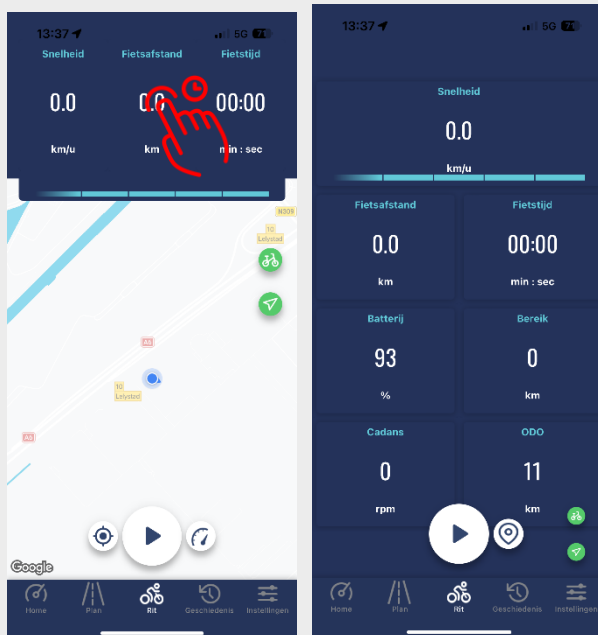 13:37
5G 71
Snelheid Fietsafstand Fietstijd
0.0 0.0 00:00
km/u km min : sec
N309
10
Lelystad
A6
10
Lelystad
A6
Google
Home Plan Rit Geschiedenis Instellingen
13:37
5G 71
Snelheid
0.0
km/u
Fietsafstand Fietstijd
0.0 00:00
km min : sec
Batterij Bereik
93 0
% km
Cadans ODO
0 11
rpm km
Home Plan Rit Geschiedenis Instellingen